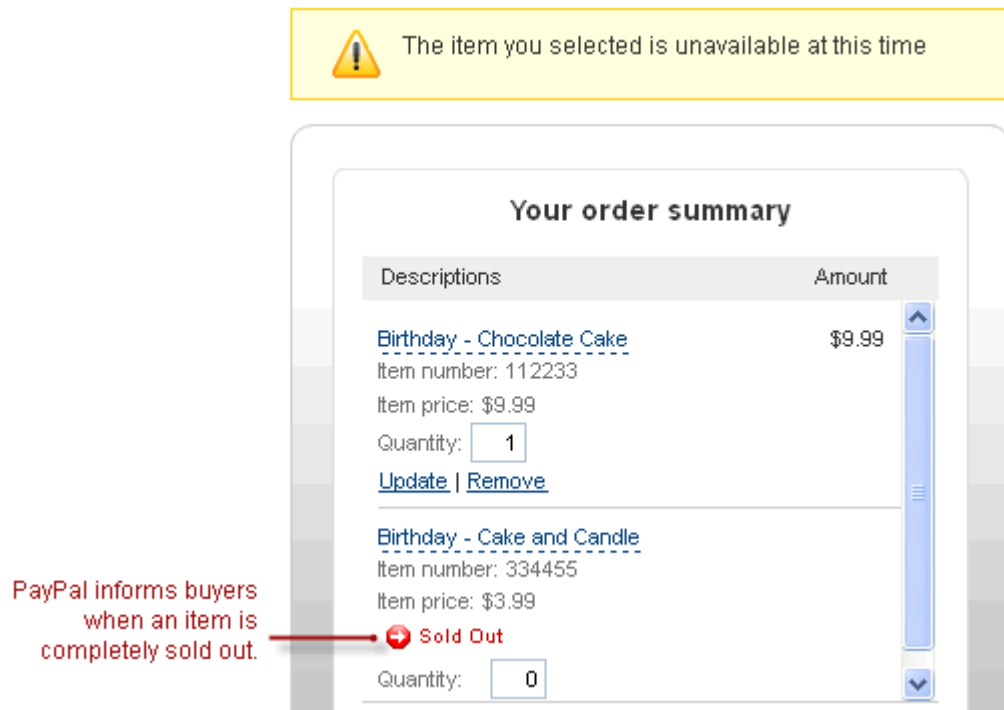 The item you selected is unavailable at this time
Your order summary
Descriptions Amount
Birthday - Chocolate Cake $9.99
Item number: 112233
Item price: $9.99
Quantity: 1
Update | Remove
Birthday - Cake and Candle
Item number: 334455
Item price: $3.99
Sold Out
Quantity: 0
PayPal informs buyers
when an item is
completely sold out.